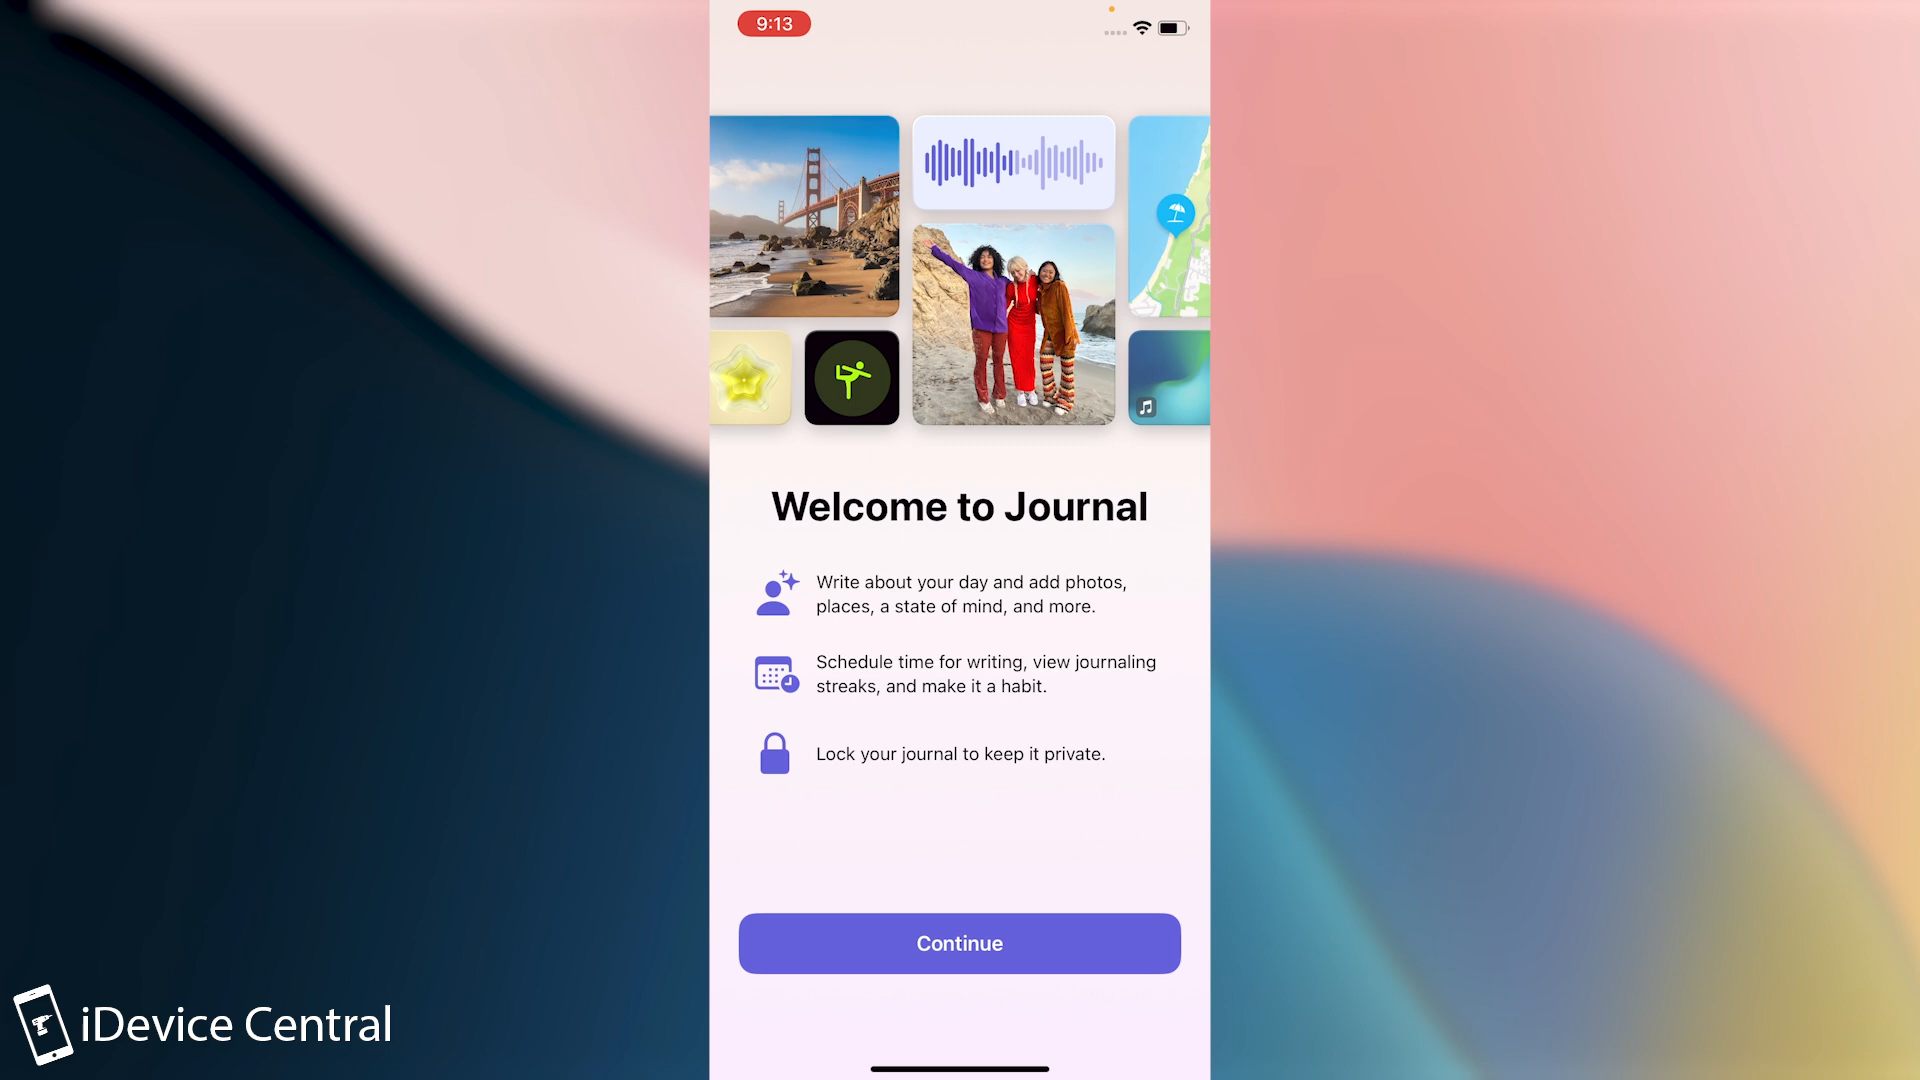 9:13
Welcome to Journal
Write about your day and add photos,
places, a state of mind, and more.
Schedule time for writing, view journaling
streaks, and make it a habit.
Lock your journal to keep it private.
Continue
iDevice Central